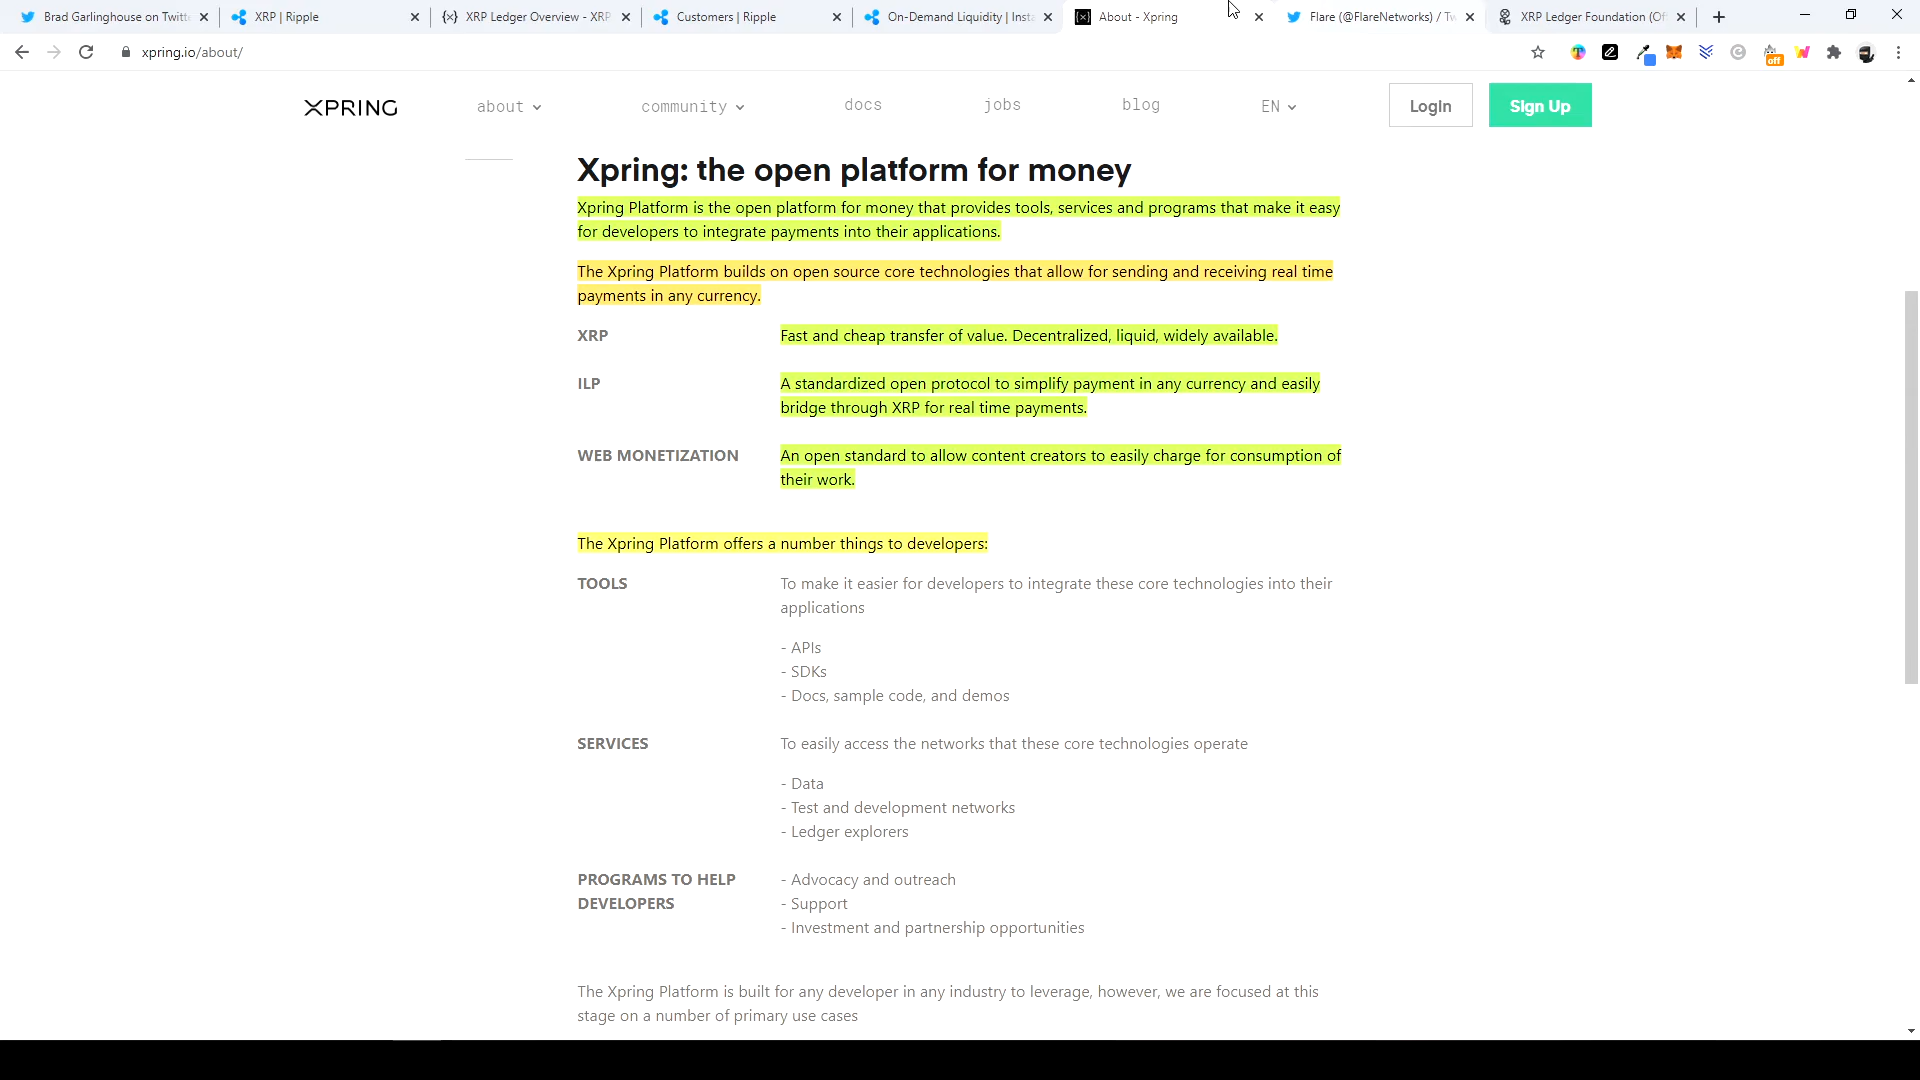 Brad Garlinghouse on Twitt
XRP | Ripple
XRP Ledger Overview - XRP
Customers | Ripple
On-Demand Liquidity | Insta
About - Xpring
Flare (@FlareNetworks) / Tw
XRP Ledger Foundation (Of
xpring.io/about/
off
XPRING
about
community
docs
jobs
blog
EN
Login
Sign Up
Xpring: the open platform for money
Xpring Platform is the open platform for money that provides tools, services and programs that make it easy
for developers to integrate payments into their applications.
The Xpring Platform builds on open source core technologies that allow for sending and receiving real time
payments in any currency.
XRP
Fast and cheap transfer of value. Decentralized, liquid, widely available.
ILP
A standardized open protocol to simplify payment in any currency and easily
bridge through XRP for real time payments.
WEB MONETIZATION
An open standard to allow content creators to easily charge for consumption of
their work.
The Xpring Platform offers a number things to developers:
TOOLS
To make it easier for developers to integrate these core technologies into their
applications
- APIs
- SDKs
- Docs, sample code, and demos
SERVICES
To easily access the networks that these core technologies operate
- Data
- Test and development networks
- Ledger explorers
PROGRAMS TO HELP
DEVELOPERS
- Advocacy and outreach
- Support
- Investment and partnership opportunities
The Xpring Platform is built for any developer in any industry to leverage, however, we are focused at this
stage on a number of primary use cases